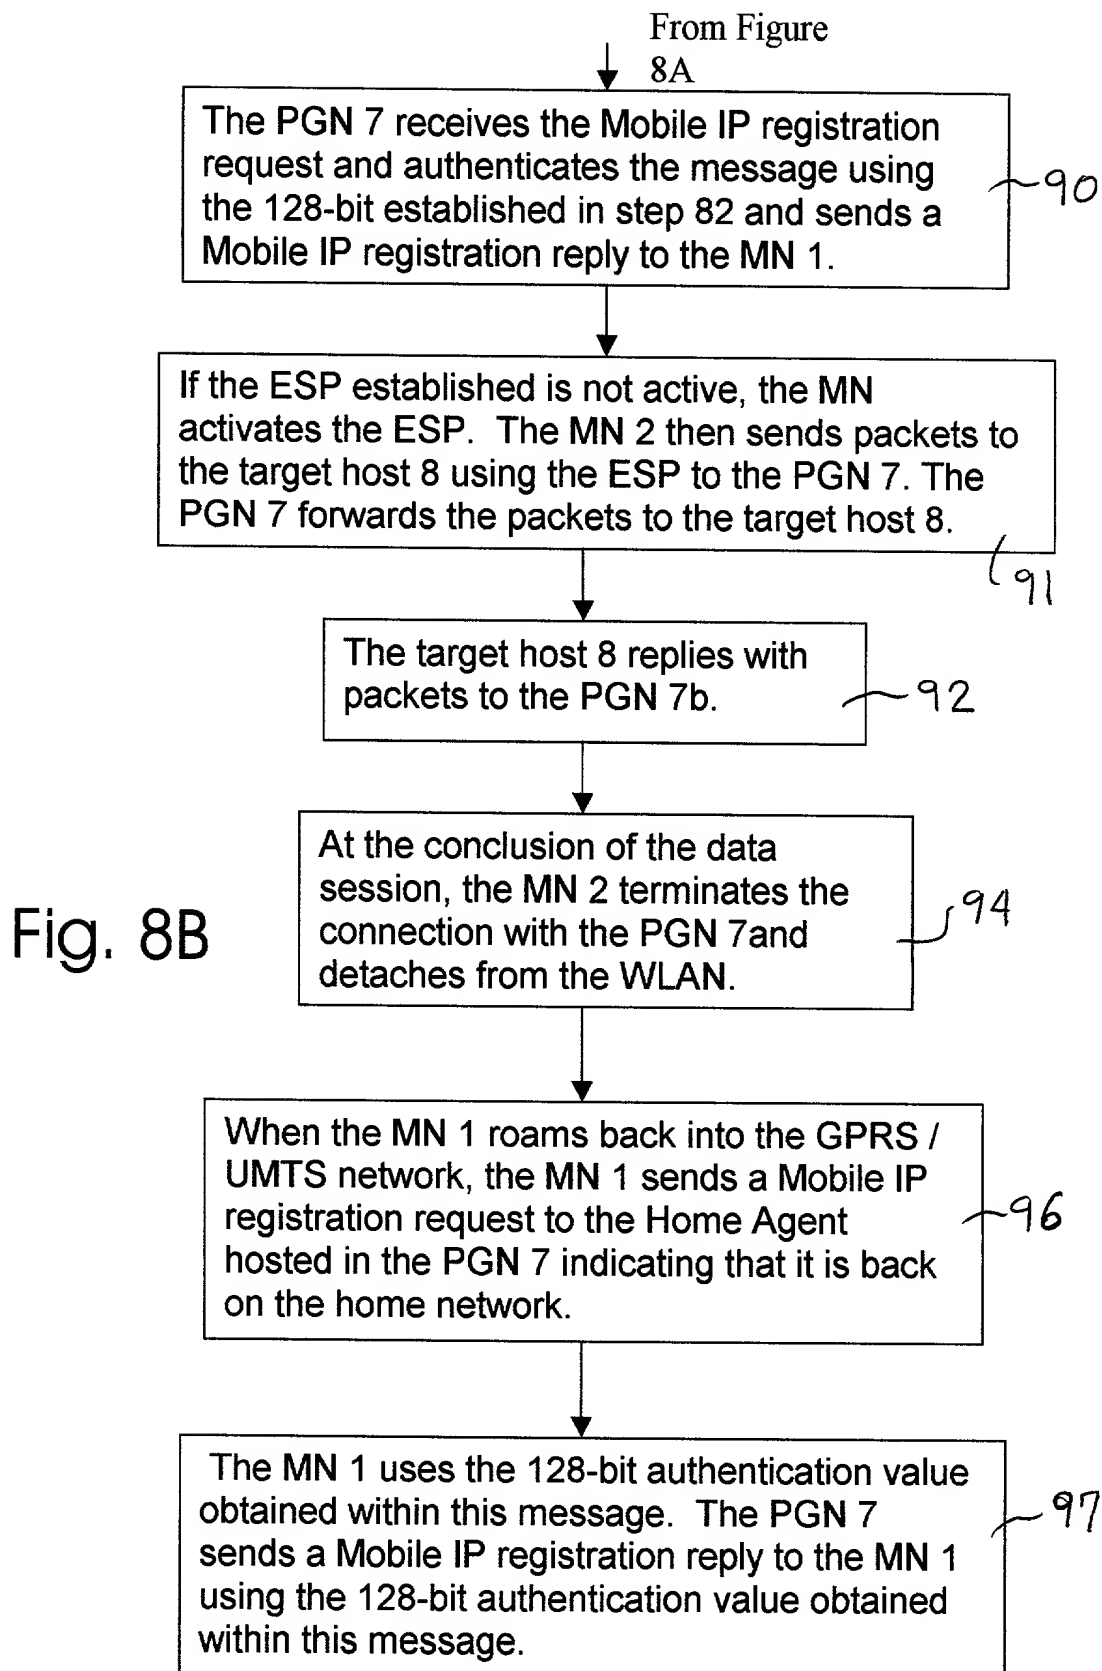 From Figure
8A
The PGN 7 receives the Mobile IP registration
request and authenticates the message using
the 128-bit established in step 82 and sends a
Mobile IP registration reply to the MN 1.
90
If the ESP established is not active, the MN
activates the ESP. The MN 2 then sends packets to
the target host 8 using the ESP to the PGN 7. The
PGN 7 forwards the packets to the target host 8.
91
The target host 8 replies with
packets to the PGN 7b.
92
At the conclusion of the data
session, the MN 2 terminates the
connection with the PGN 7and
detaches from the WLAN.
94
Fig. 8B
When the MN 1 roams back into the GPRS /
UMTS network, the MN 1 sends a Mobile IP
registration request to the Home Agent
hosted in the PGN 7 indicating that it is back
on the home network.
96
The MN 1 uses the 128-bit authentication value
obtained within this message. The PGN 7
sends a Mobile IP registration reply to the MN 1
using the 128-bit authentication value obtained
within this message.
97